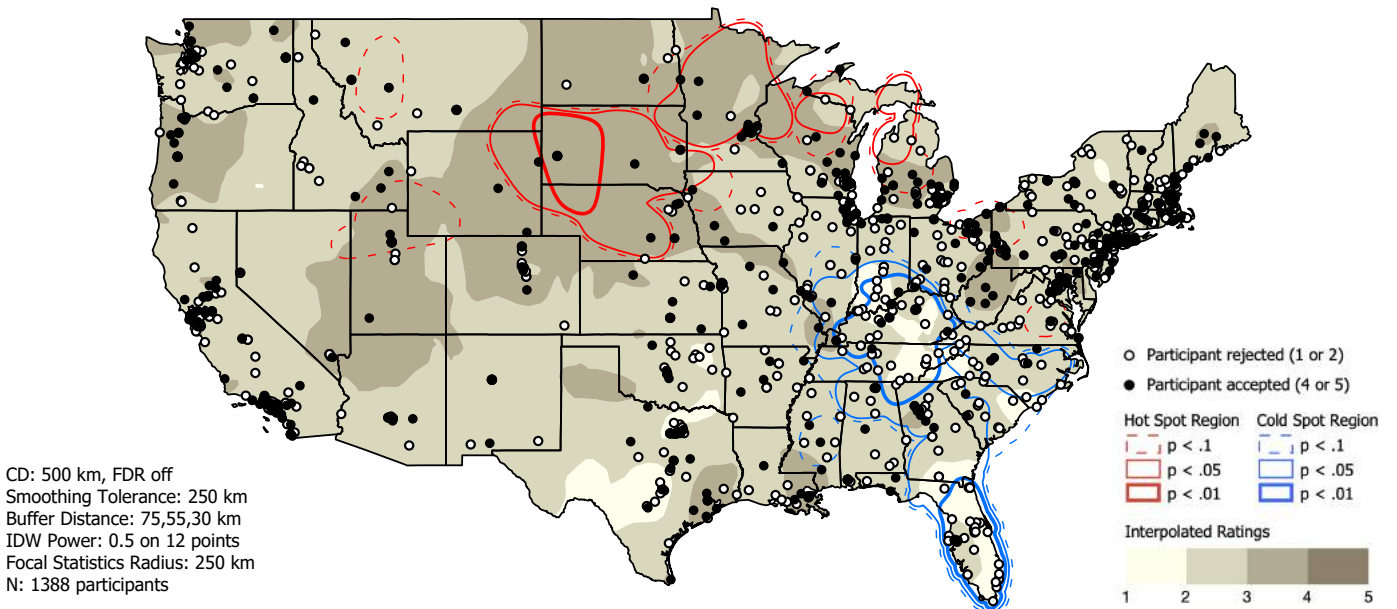 Participant rejected (1 or 2)
Participant accepted (4 or 5)
Hot Spot Region Cold Spot Region
p < .1 p < .1
p < .05 p < .05
p < .01 p < .01
Interpolated Ratings
1 2 3 4 5
CD: 500 km, FDR off
Smoothing Tolerance: 250 km
Buffer Distance: 75,55,30 km
IDW Power: 0.5 on 12 points
Focal Statistics Radius: 250 km
N: 1388 participants